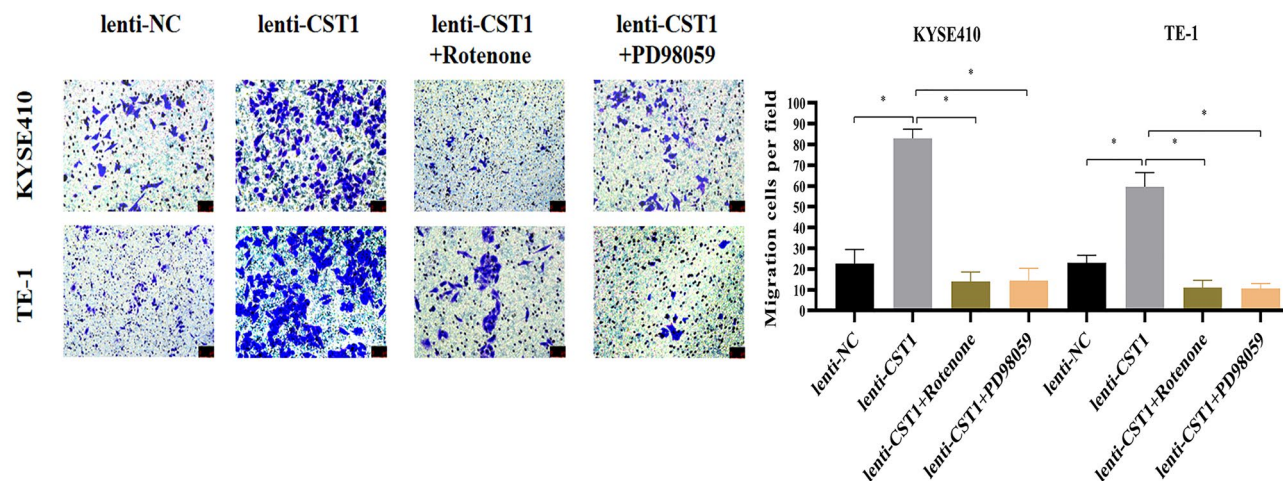 lenti-NC
lenti-CST1
lenti-CST1
+Rotenone
lenti-CST1
+PD98059
KYSE410
TE-1
KYSE410
TE-1
*
*
*
*
*
*
Migration cells per field
100
90
80
70
60
50
40
30
20
10
0
lenti-NC
lenti-CST1
lenti-CST1+Rotenone
lenti-CST1+PD98059
lenti-NC
lenti-CST1
lenti-CST1+Rotenone
lenti-CST1+PD98059